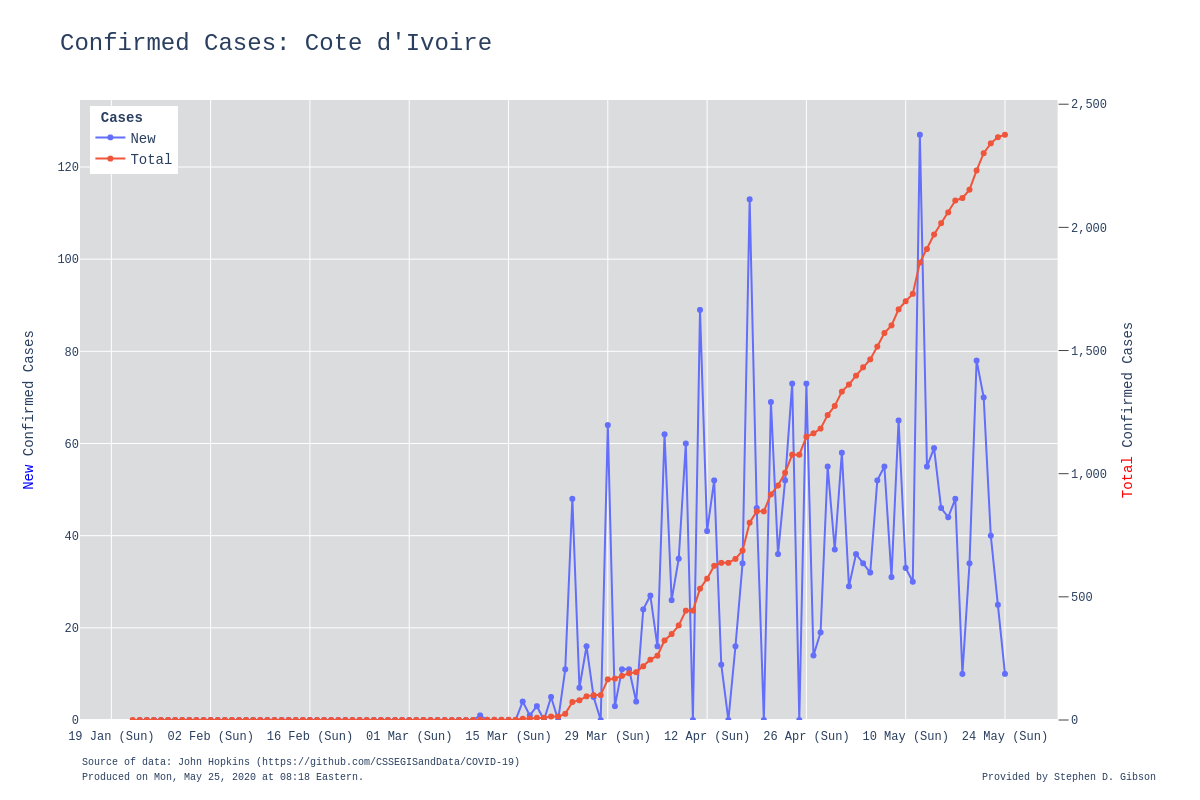 Confirmed Cases: Cote d'Ivoire
Cases
New
Total
120
100
80
60
40
20
0
2,500
2,000
1,500
1,000
500
0
New Confirmed Cases
Total Confirmed Cases
19 Jan (Sun) 02 Feb (Sun) 16 Feb (Sun) 01 Mar (Sun) 15 Mar (Sun) 29 Mar (Sun) 12 Apr (Sun) 26 Apr (Sun) 10 May (Sun) 24 May (Sun)
Source of data: John Hopkins (https://github.com/CSSEGISandData/COVID-19)
Produced on Mon, May 25, 2020 at 08:18 Eastern.
Provided by Stephen D. Gibson